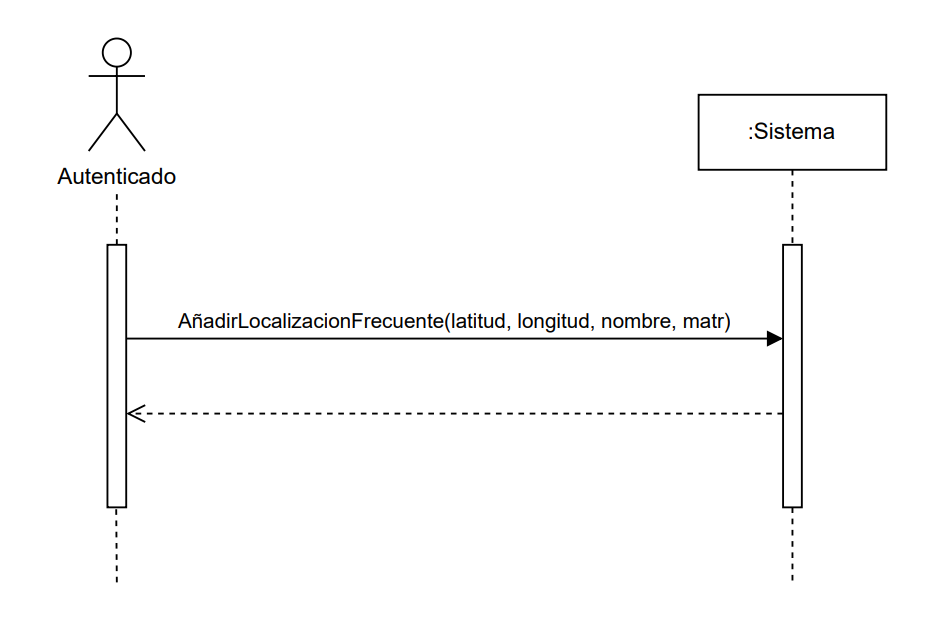 :Sistema
Autenticado
AñadirLocalizacionFrecuente(latitud, longitud, nombre, matr)